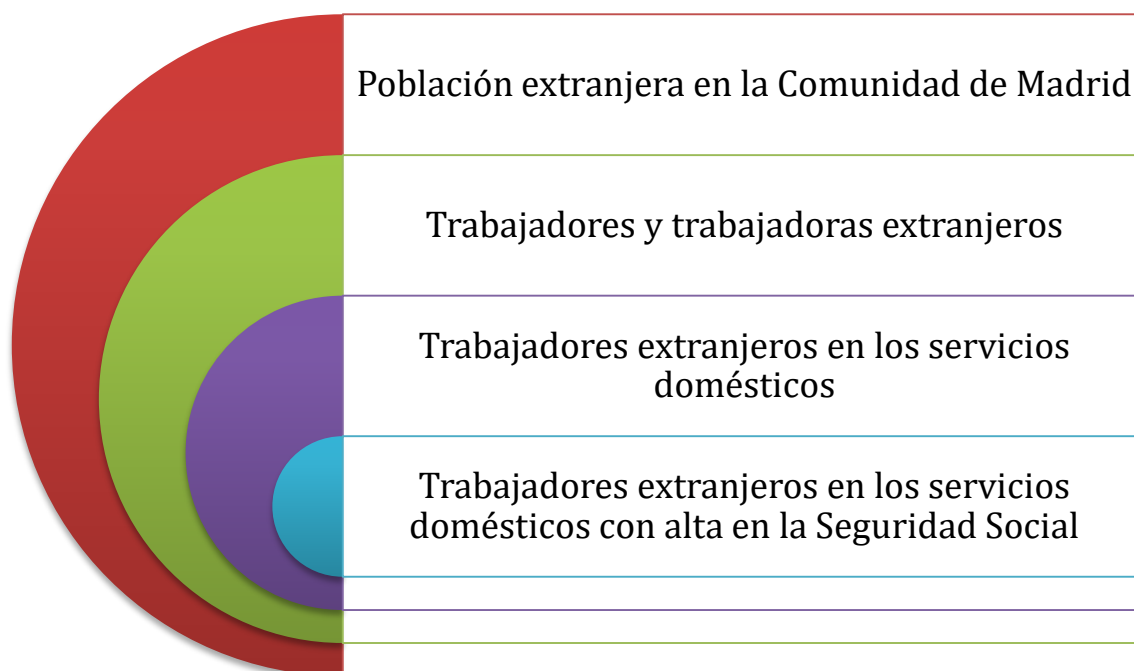 Población extranjera en la Comunidad de Madrid
Trabajadores y trabajadoras extranjeros
Trabajadores extranjeros en los servicios
domésticos
Trabajadores extranjeros en los servicios
domésticos con alta en la Seguridad Social